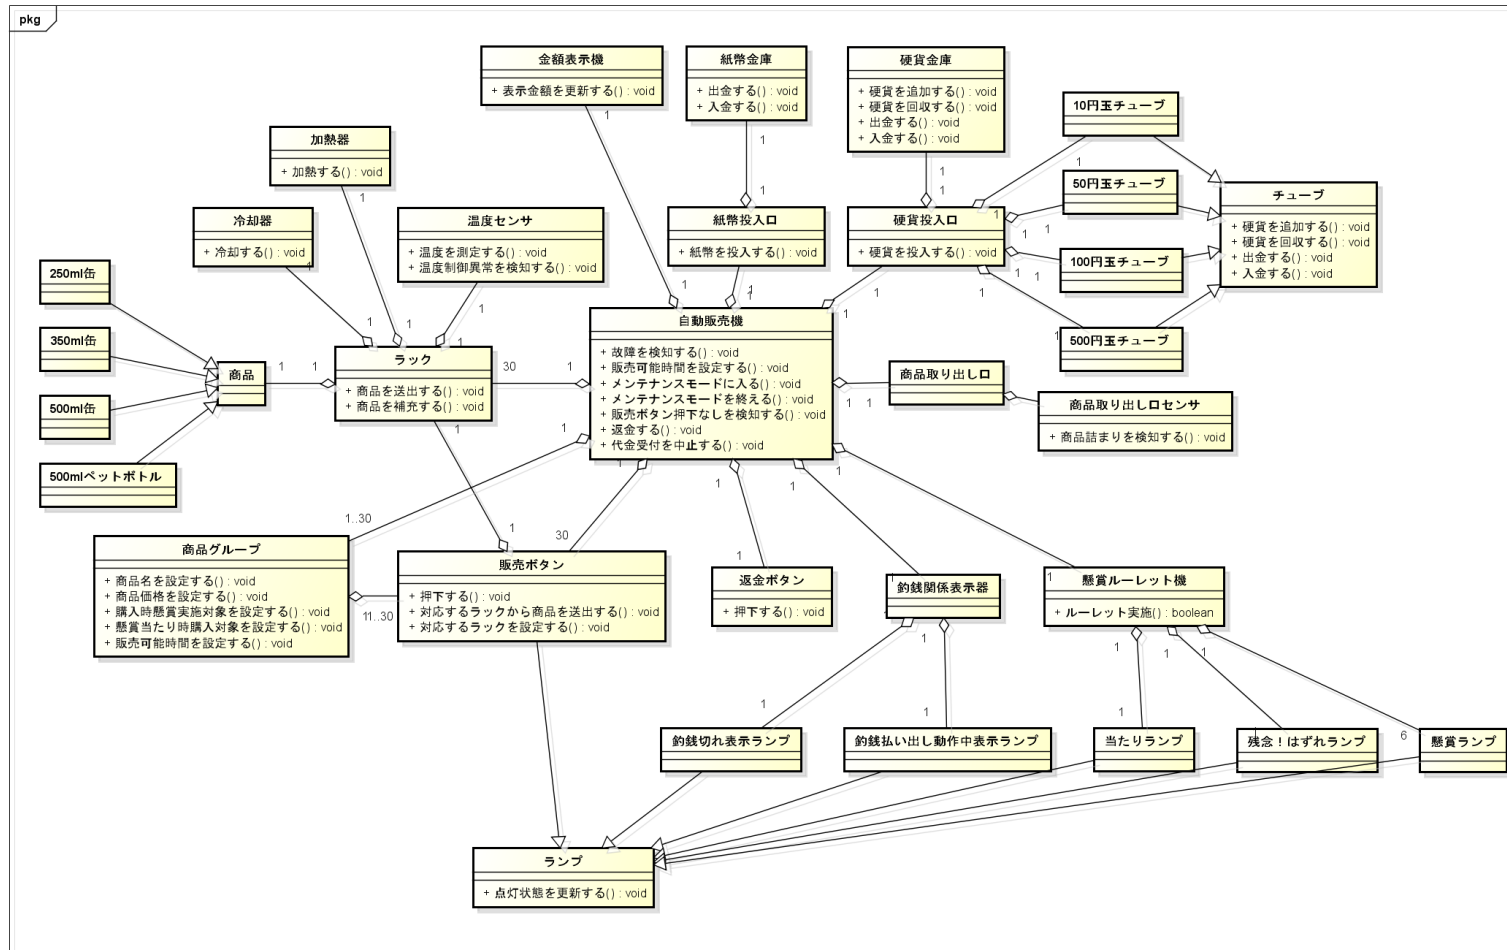 pkg
金額表示機
+ 表示金額を更新する() : void
紙幣金庫
+ 出金する() : void
+ 入金する() : void
硬貨金庫
+ 硬貨を追加する() : void
+ 硬貨を回収する() : void
+ 出金する() : void
+ 入金する() : void
10円玉チューブ
加熱器
+ 加熱する() : void
50円玉チューブ
チューブ
+ 硬貨を追加する() : void
+ 硬貨を回収する() : void
+ 出金する() : void
+ 入金する() : void
冷却器
+ 冷却する() : void
温度センサ
+ 温度を測定する() : void
+ 温度制御異常を検知する() : void
紙幣投入口
+ 紙幣を投入する() : void
硬貨投入口
+ 硬貨を投入する() : void
100円玉チューブ
500円玉チューブ
250ml缶
350ml缶
500ml缶
500mlペットボトル
商品
1
1
ラック
+ 商品を送出する() : void
+ 商品を補充する() : void
30
1
自動販売機
+ 故障を検知する() : void
+ 販売可能時間を設定する() : void
+ メンテナンスモードに入る() : void
+ メンテナンスモードを終える() : void
+ 販売ボタン押下なしを検知する() : void
+ 返金する() : void
+ 代金受付を中止する() : void
商品取り出し口
1
1
商品取り出し口センサ
+ 商品詰まりを検知する() : void
1..30
30
商品グループ
+ 商品名を設定する() : void
+ 商品価格を設定する() : void
+ 購入時懸賞実施対象を設定する() : void
+ 懸賞当たり時購入対象を設定する() : void
+ 販売可能時間を設定する() : void
11..30
販売ボタン
+ 押下する() : void
+ 対応するラックから商品を送出する() : void
+ 対応するラックを設定する() : void
返金ボタン
+ 押下する() : void
釣銭関係表示器
懸賞ルーレット機
+ ルーレット実施() : boolean
1
1
1
6
釣銭切れ表示ランプ
釣銭払い出し動作中表示ランプ
当たりランプ
残念！はずれランプ
懸賞ランプ
ランプ
+ 点灯状態を更新する() : void